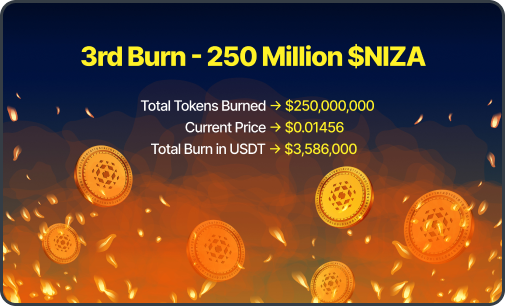 3rd Burn - 250 Million $NIZA
Total Tokens Burned → $250,000,000
Current Price → $0.01456
Total Burn in USDT → $3,586,000